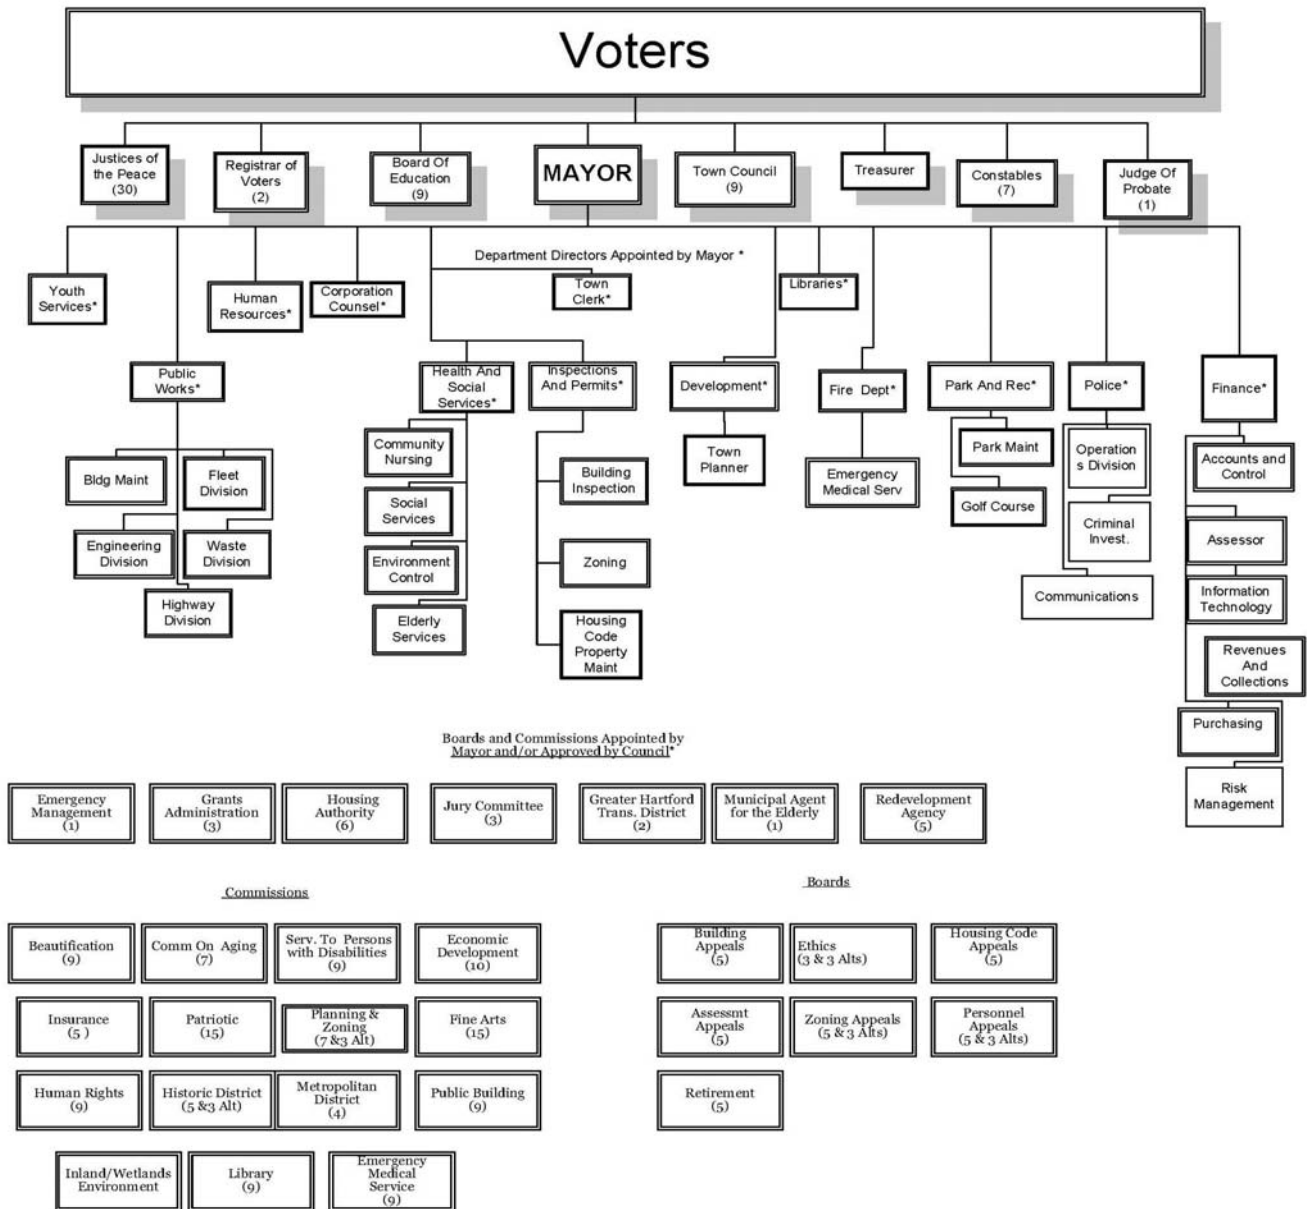 Voters
Justices of
the Peace
(30)
Registrar of
Voters
(2)
Board Of
Education
(9)
MAYOR
Town Council
(9)
Treasurer
Constables
(7)
Judge Of
Probate
(1)
Department Directors Appointed by Mayor *
Youth
Services*
Human
Resources*
Corporation
Counsel*
Town
Clerk*
Libraries*
Public
Works*
Health And
Social
Services*
Inspections
And Permits*
Development*
Fire Dept*
Park And Rec*
Police*
Finance*
Bldg Maint
Fleet
Division
Engineering
Division
Waste
Division
Highway
Division
Community
Nursing
Social
Services
Environment
Control
Elderly
Services
Building
Inspection
Zoning
Housing
Code
Property
Maint
Town
Planner
Emergency
Medical Serv
Park Maint
Golf Course
Operation
s Division
Criminal
Invest.
Communications
Accounts and
Control
Assessor
Information
Technology
Revenues
And
Collections
Purchasing
Risk
Management
Boards and Commissions Appointed by
Mayor and/or Approved by Council*
Emergency
Management
(1)
Grants
Administration
(3)
Housing
Authority
(6)
Jury Committee
(3)
Greater Hartford
Trans. District
(2)
Municipal Agent
for the Elderly
(1)
Redevelopment
Agency
(5)
Commissions
Beautification
(9)
Comm On Aging
(7)
Serv. To Persons
with Disabilities
(9)
Economic
Development
(10)
Insurance
(5 )
Patriotic
(15)
Planning &
Zoning
(7 &3 Alt)
Fine Arts
(15)
Human Rights
(9)
Historic District
(5 &3 Alt)
Metropolitan
District
(4)
Public Building
(9)
Inland/Wetlands
Environment
Library
(9)
Emergency
Medical
Service
(9)
Boards
Building
Appeals
(5)
Ethics
(3 & 3 Alts)
Housing Code
Appeals
(5)
Assessmt
Appeals
(5)
Zoning Appeals
(5 & 3 Alts)
Personnel
Appeals
(5 & 3 Alts)
Retirement
(5)